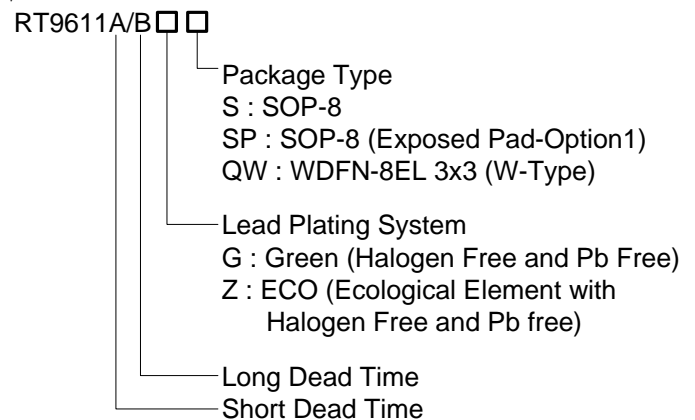 RT9611A/B□ □
Package Type
S : SOP-8
SP : SOP-8 (Exposed Pad-Option1)
QW : WDFN-8EL 3x3 (W-Type)
Lead Plating System
G : Green (Halogen Free and Pb Free)
Z : ECO (Ecological Element with
Halogen Free and Pb free)
Long Dead Time
Short Dead Time